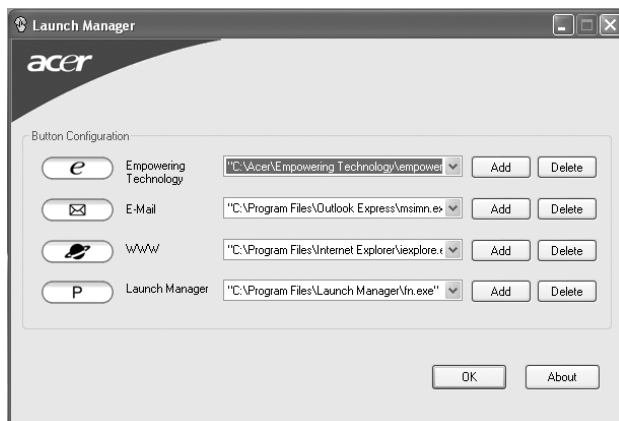 Launch Manager
acer
Button Configuration
e Empowering Technology "C:\Acer\Empowering Technology\empower Add Delete
E-Mail "C:\Program Files\Outlook Express\msimn.ex Add Delete
WWW "C:\Program Files\Internet Explorer\iexplore.e Add Delete
P Launch Manager "C:\Program Files\Launch Manager\fn.exe" Add Delete
OK About